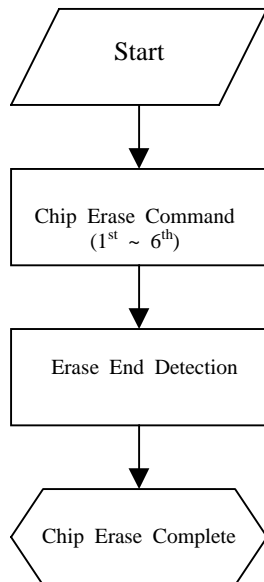 Start
Chip Erase Command
(1st ~ 6th)
Erase End Detection
Chip Erase Complete